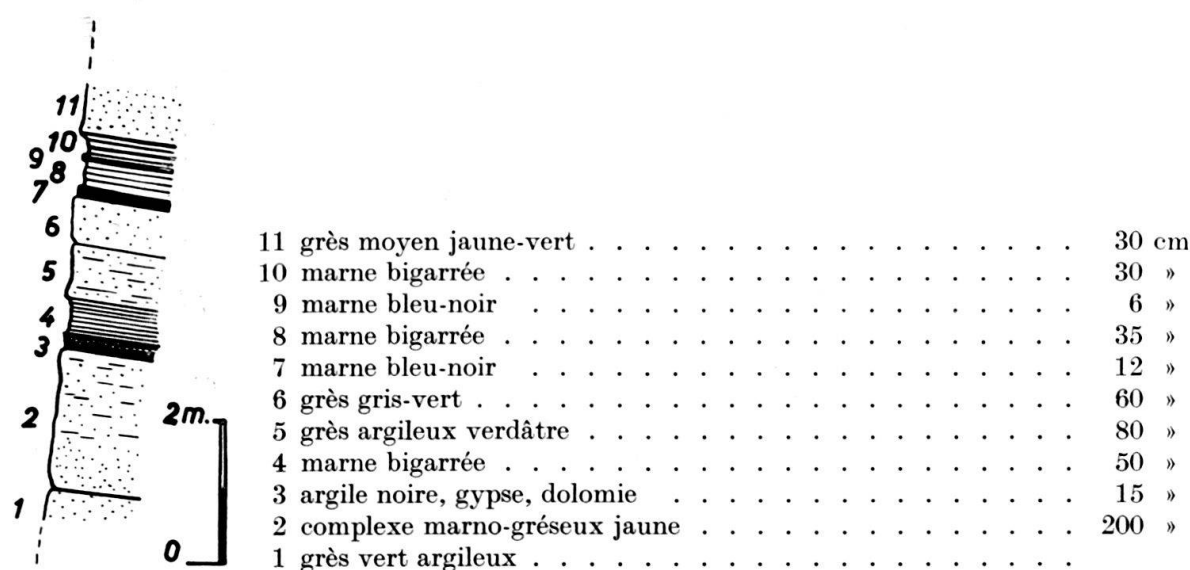 11
10
9
8
7
6
5
4
3
2
1
2m.
0
11 grès moyen jaune-vert . . . . . . . . . . . . . . . . . 30 cm
10 marne bigarrée . . . . . . . . . . . . . . . . . . . . 30 »
9 marne bleu-noir . . . . . . . . . . . . . . . . . . . 6 »
8 marne bigarrée . . . . . . . . . . . . . . . . . . . . 35 »
7 marne bleu-noir . . . . . . . . . . . . . . . . . . . 12 »
6 grès gris-vert . . . . . . . . . . . . . . . . . . . . . 60 »
5 grès argileux verdâtre . . . . . . . . . . . . . . . . . 80 »
4 marne bigarrée . . . . . . . . . . . . . . . . . . . . 50 »
3 argile noire, gypse, dolomie . . . . . . . . . . . . . . 15 »
2 complexe marno-gréseux jaune . . . . . . . . . . . . . 200 »
1 grès vert argileux . . . . . . . . . . . . . . . . . . .